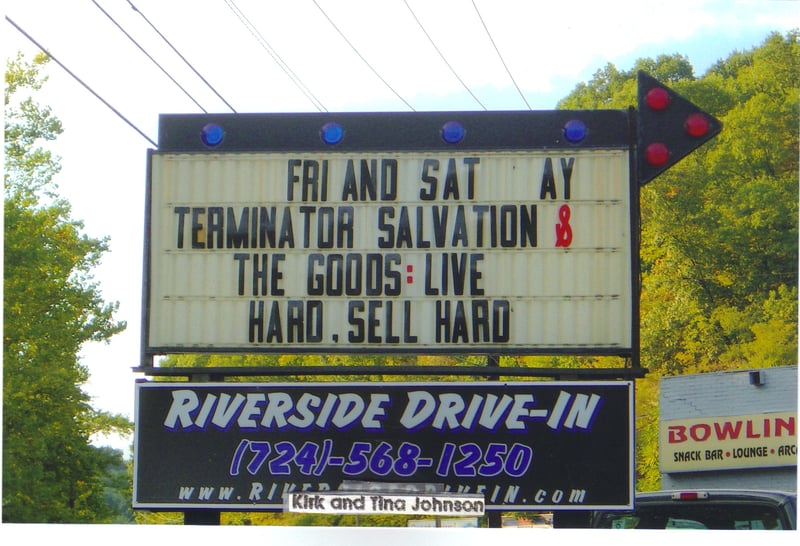 FRI AND SAT AY
TERMINATOR SALVATION &
THE GOODS: LIVE
HARD, SELL HARD
RIVERSIDE DRIVE-IN
(724)-568-1250
Kirk and Tina Johnson
BOWLIN
SNACK BAR • LOUNGE • ARC